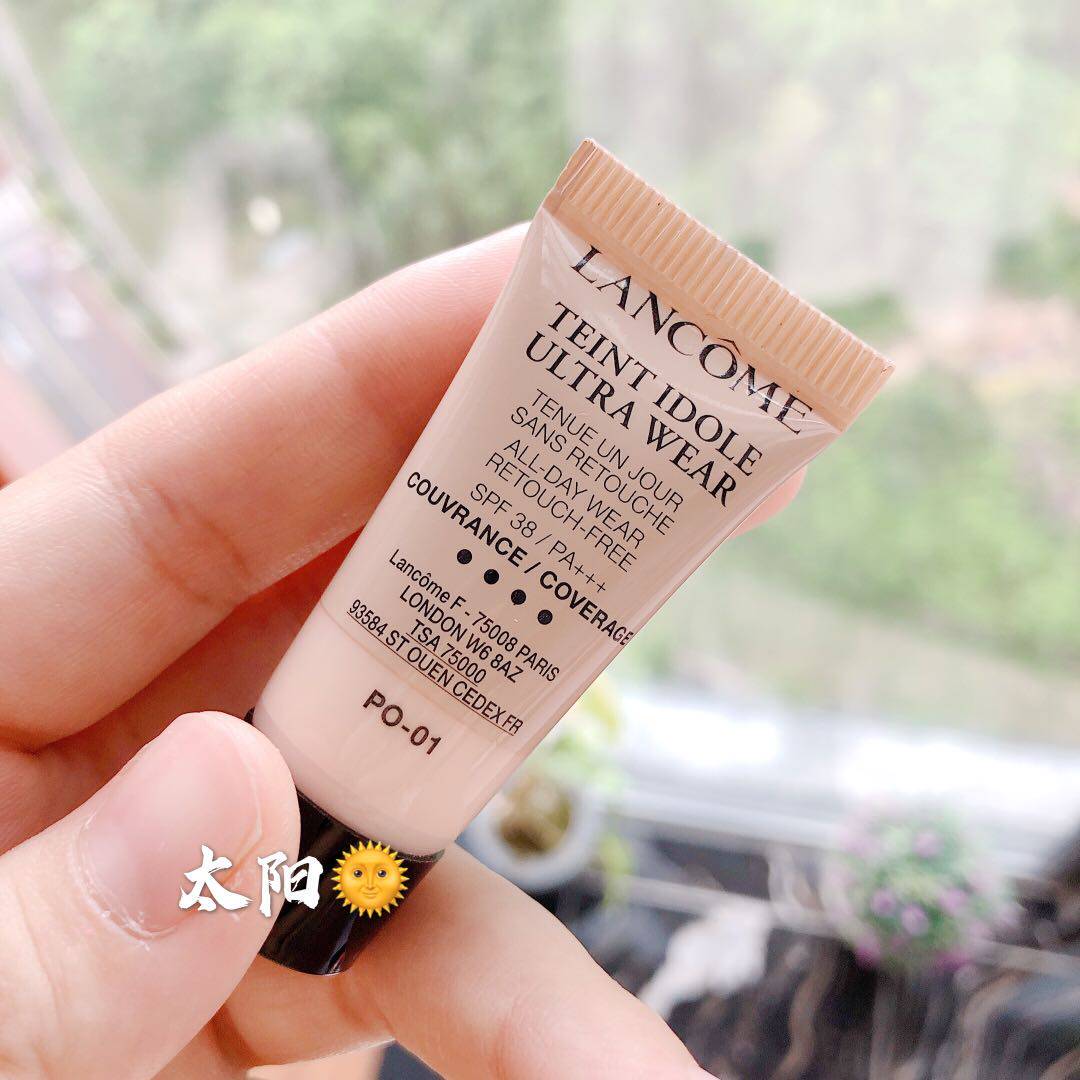 LANCÔME
TEINT IDOLE
ULTRA WEAR
TENUE UN JOUR
SANS RETOUCHE
ALL-DAY WEAR
RETOUCH-FREE
SPF 38 / PA+++
COUVRANCE / COVERAGE
Lancôme F - 75008 PARIS
LONDON W6 8AZ
TSA 75000
93584 ST OUEN CEDEX FR
PO-01
太阳🌞